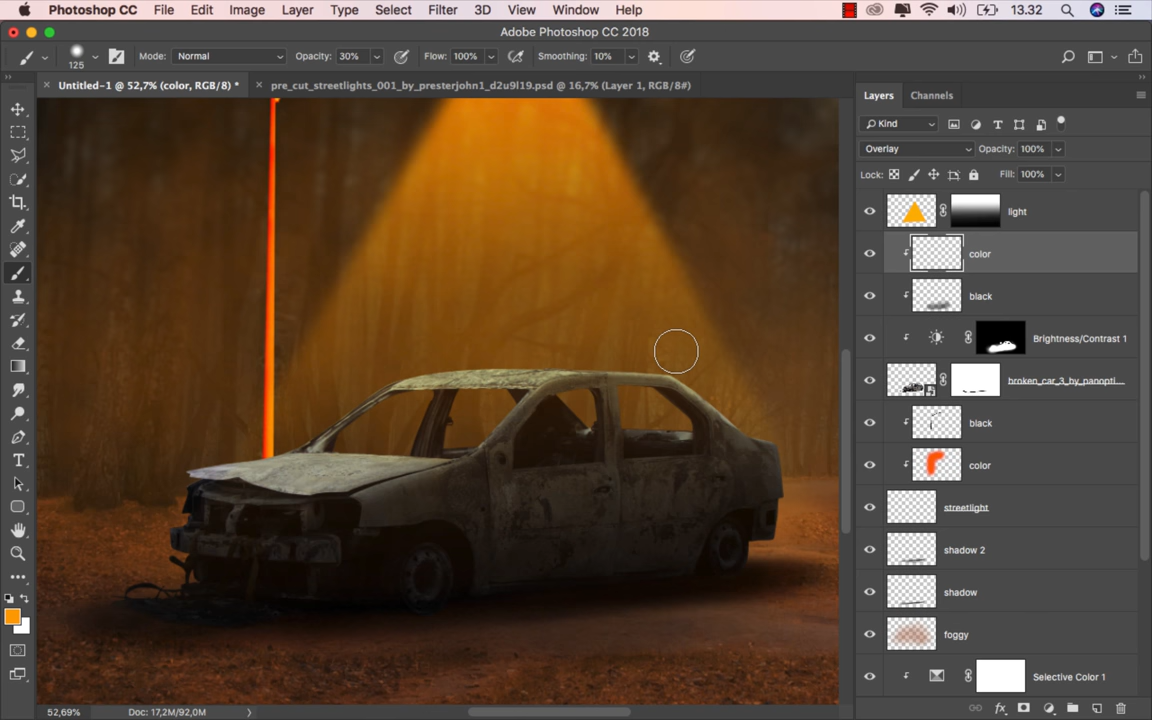 Photoshop CC File Edit Image Layer Type Select Filter 3D View Window Help 13.32
Adobe Photoshop CC 2018
125 Mode: Normal Opacity: 30% Flow: 100% Smoothing: 10%
Untitled-1 @ 52,7% (color, RGB/8) * pre_cut_streetlights_001_by_presterjohn1_d2u9l19.psd @ 16,7% (Layer 1, RGB/8#)
Layers Channels
Kind
Overlay Opacity: 100%
Lock: Fill: 100%
light
color
black
Brightness/Contrast 1
broken_car_3_by_panopti...
black
color
streetlight
shadow 2
shadow
foggy
Selective Color 1
52,69% Doc: 17,2M/92,0M
fx